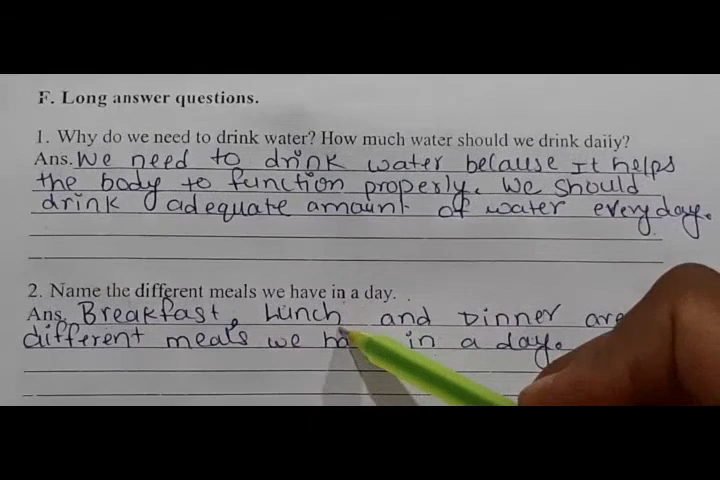 F. Long answer questions.
1. Why do we need to drink water? How much water should we drink daily?
Ans. We need to drink water because It helps
the body to function properly. We should
drink adequate amount of water everyday.
2. Name the different meals we have in a day.
Ans. Breakfast, Lunch and Dinner are
different meals we in a day.